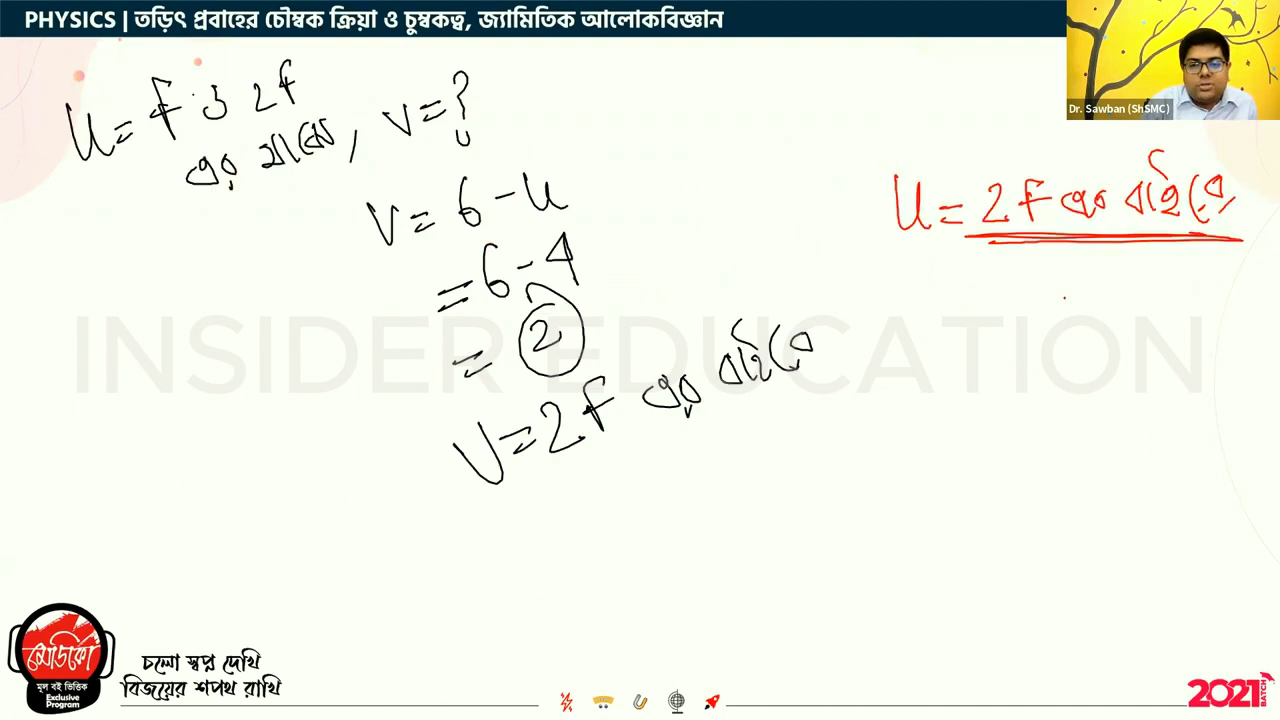 PHYSICS | তড়িৎ প্রবাহের চৌম্বক ক্রিয়া ও চুম্বকত্ব, জ্যামিতিক আলোকবিজ্ঞান
Dr. Sawban (ShSMC)
u = f ও 2f
এর মাঝে, v = ?
v = 6 - u
= 6 - 4
= 2
v = 2f এর বাইরে
u = 2f এর বাইরে
INSIDER EDUCATION
মেডিকো
মূল বই ভিত্তিক
Exclusive
Program
চলো স্বপ্ন দেখি
বিজয়ের শপথ রাখি
2021 BATCH